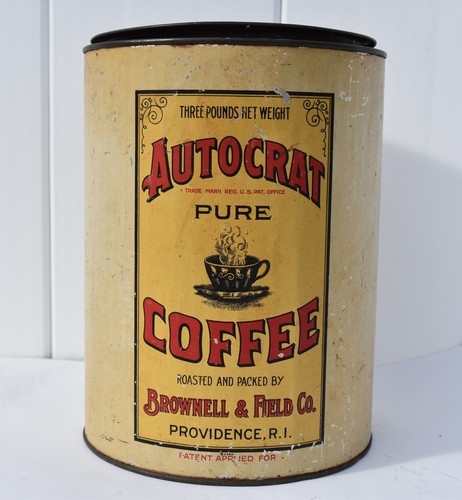 THREE POUNDS NET WEIGHT
AUTOCRAT
TRADE MARK REG. U.S. PAT. OFFICE
PURE
COFFEE
ROASTED AND PACKED BY
BROWNELL & FIELD CO.
PROVIDENCE, R.I.
PATENT APPLIED FOR